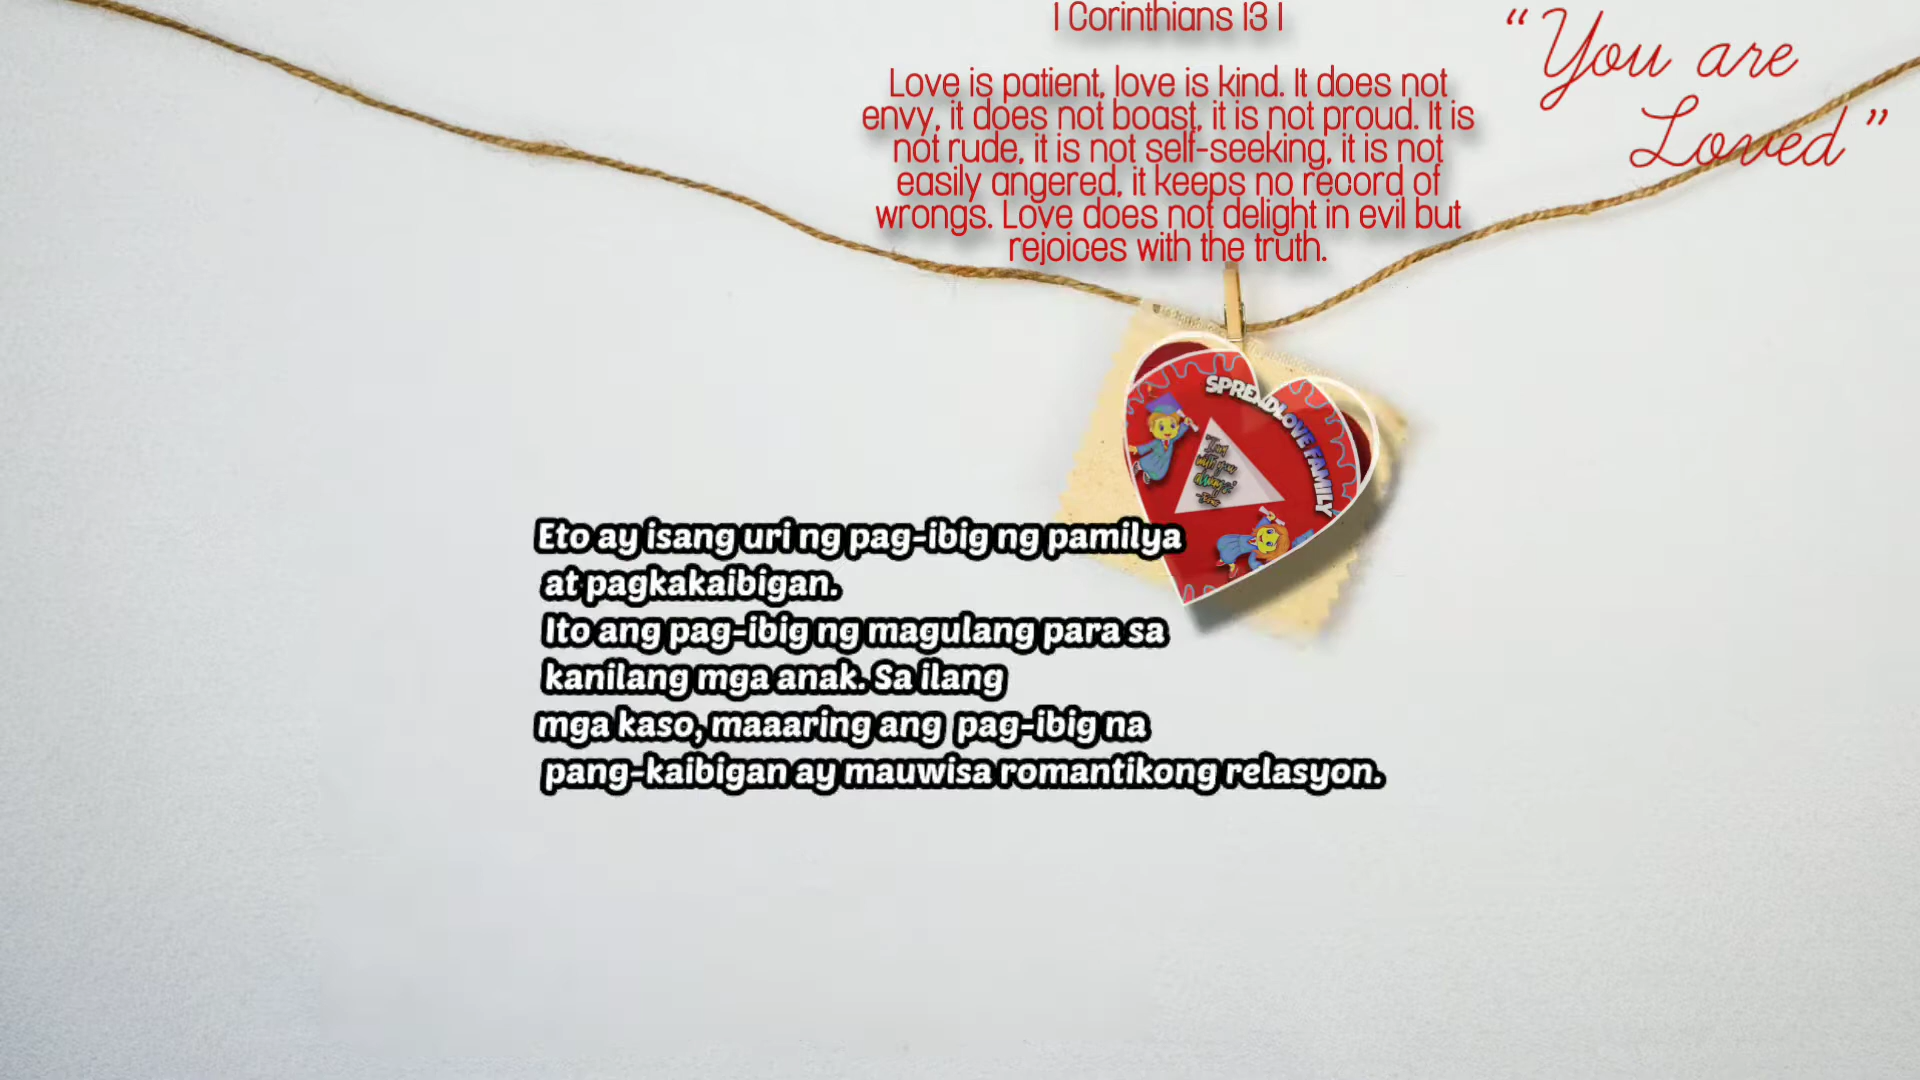 1 Corinthians 13 1
Love is patient, love is kind. It does not
envy, it does not boast, it is not proud. It is
not rude, it is not self-seeking, it is not
easily angered, it keeps no record of
wrongs. Love does not delight in evil but
rejoices with the truth.
“You are
Loved”
SPREADLOVE FAMILY
Eto ay isang uri ng pag-ibig ng pamilya
at pagkakaibigan.
Ito ang pag-ibig ng magulang para sa
kanilang mga anak. Sa ilang
mga kaso, maaaring ang pag-ibig na
pang-kaibigan ay mauwisa romantikong relasyon.